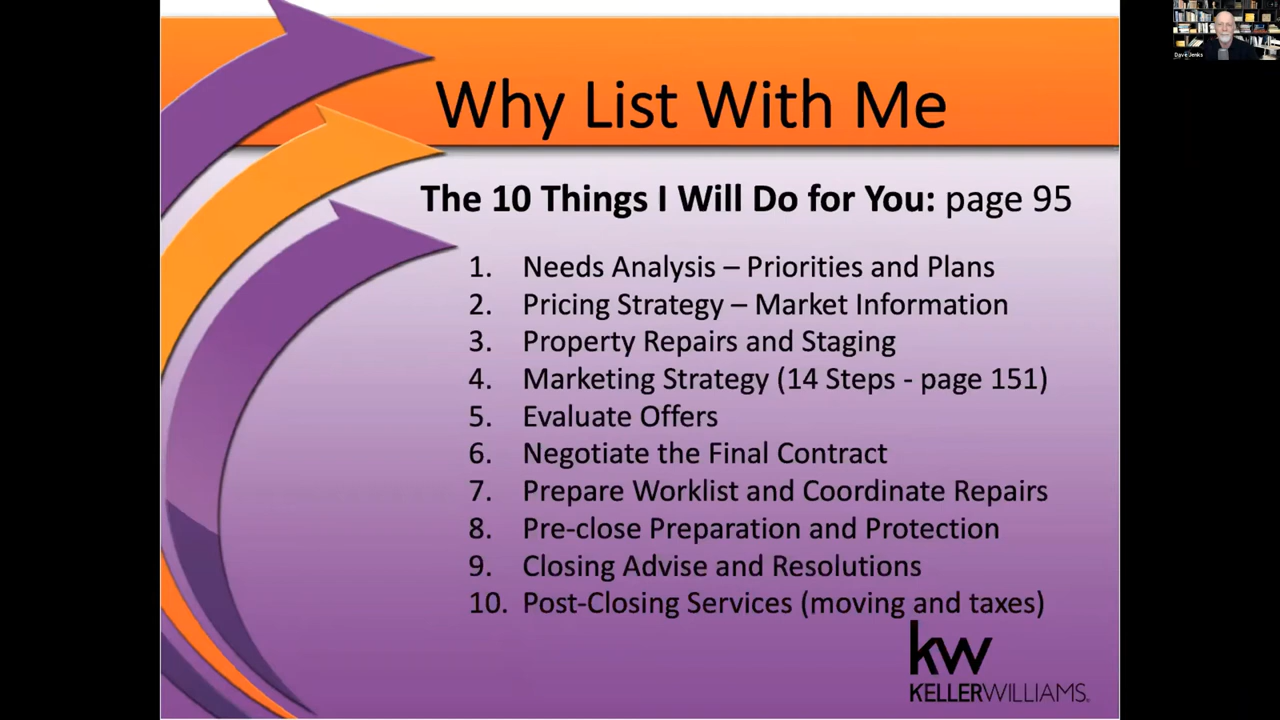 Why List With Me
Dave Jenks
The 10 Things I Will Do for You: page 95
1. Needs Analysis – Priorities and Plans
2. Pricing Strategy – Market Information
3. Property Repairs and Staging
4. Marketing Strategy (14 Steps - page 151)
5. Evaluate Offers
6. Negotiate the Final Contract
7. Prepare Worklist and Coordinate Repairs
8. Pre-close Preparation and Protection
9. Closing Advise and Resolutions
10. Post-Closing Services (moving and taxes)
kw
KELLERWILLIAMS.